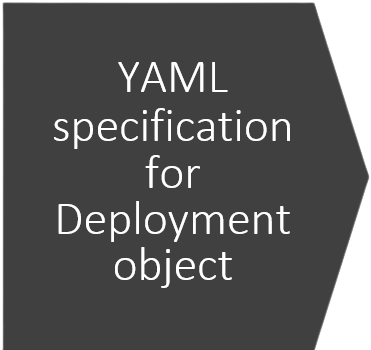 YAML
specification
for
Deployment
object